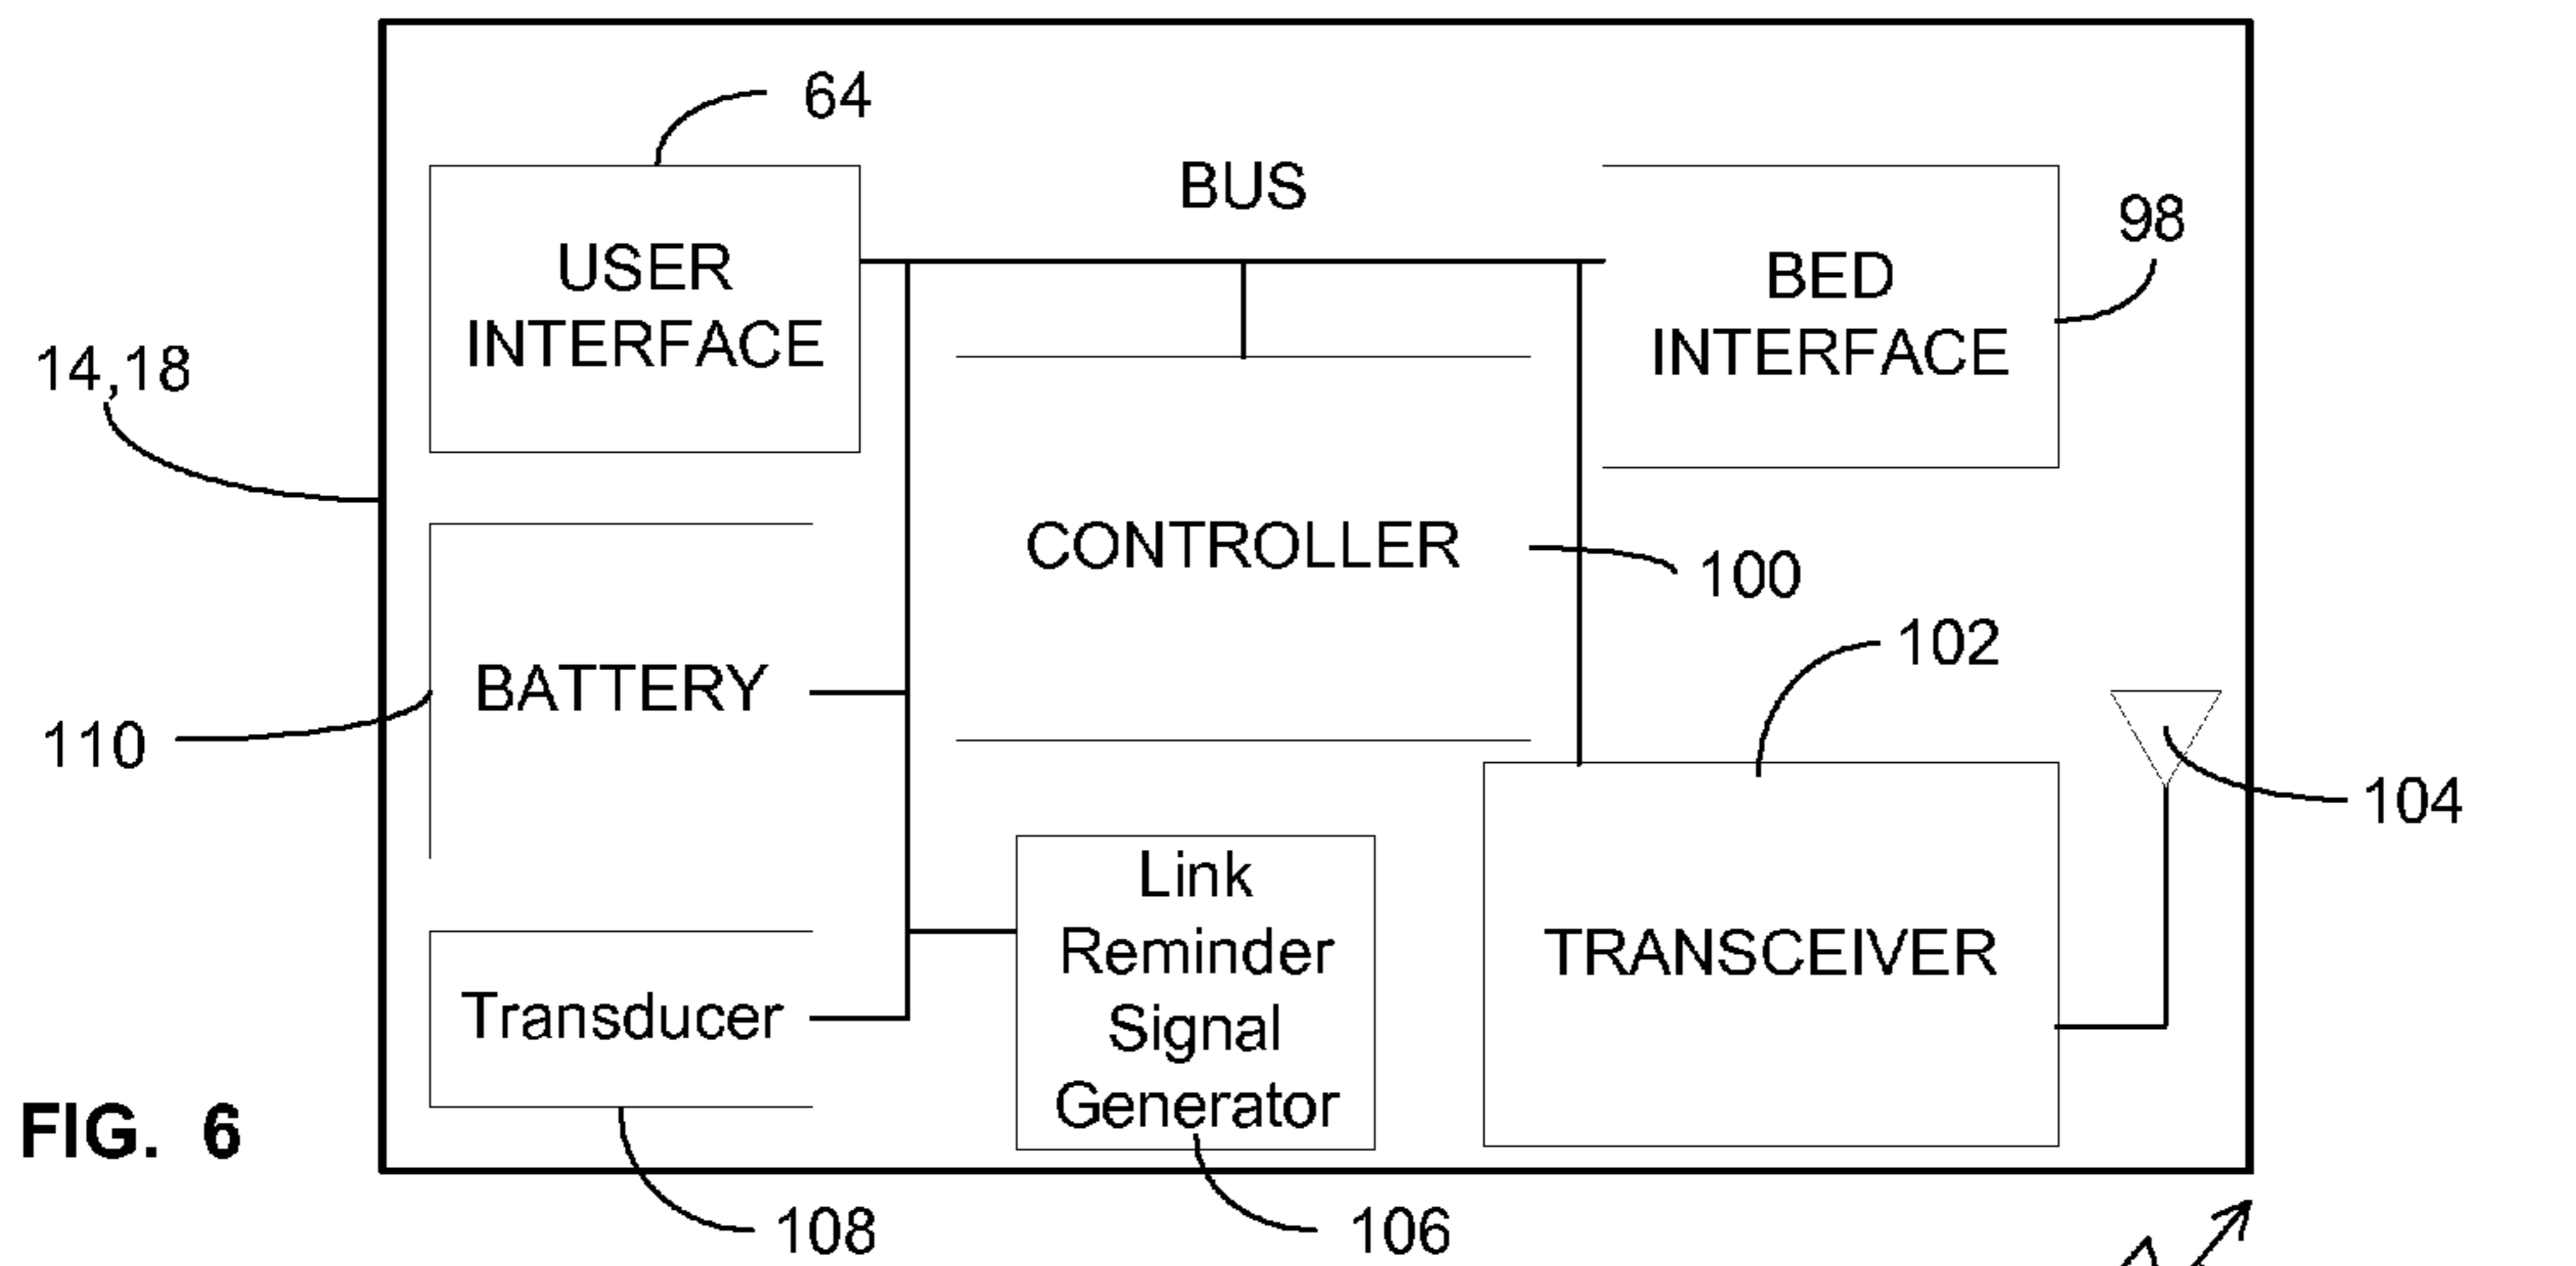 64
BUS
98
USER
INTERFACE
BED
INTERFACE
14,18
CONTROLLER
100
102
BATTERY
110
104
Link
Reminder
Signal
Generator
TRANSCEIVER
Transducer
FIG. 6
108
106